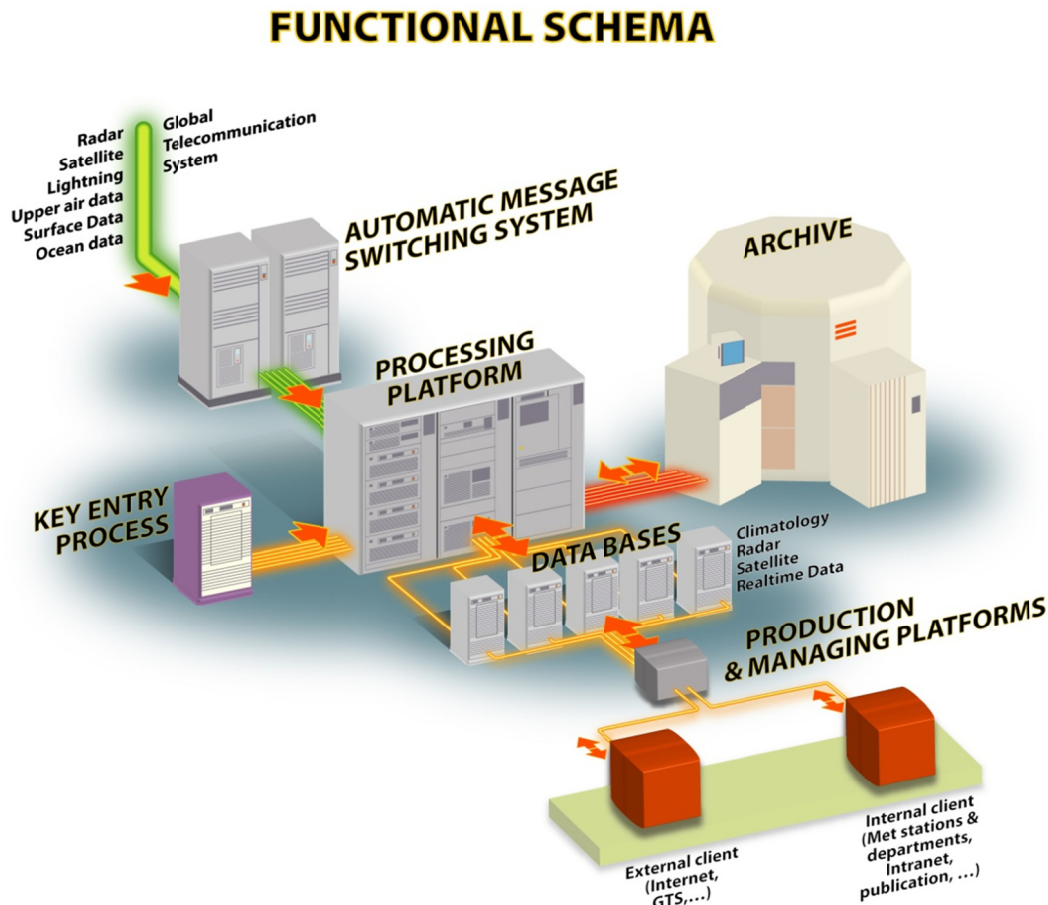 FUNCTIONAL SCHEMA
Radar
Satellite
Lightning
Upper air data
Surface Data
Ocean data
Global
Telecommunication
System
AUTOMATIC MESSAGE
SWITCHING SYSTEM
ARCHIVE
PROCESSING
PLATFORM
KEY ENTRY
PROCESS
DATA BASES
Climatology
Radar
Satellite
Realtime Data
PRODUCTION
& MANAGING PLATFORMS
External client
(Internet,
GTS,...)
Internal client
(Met stations &
departments,
Intranet,
publication, ...)